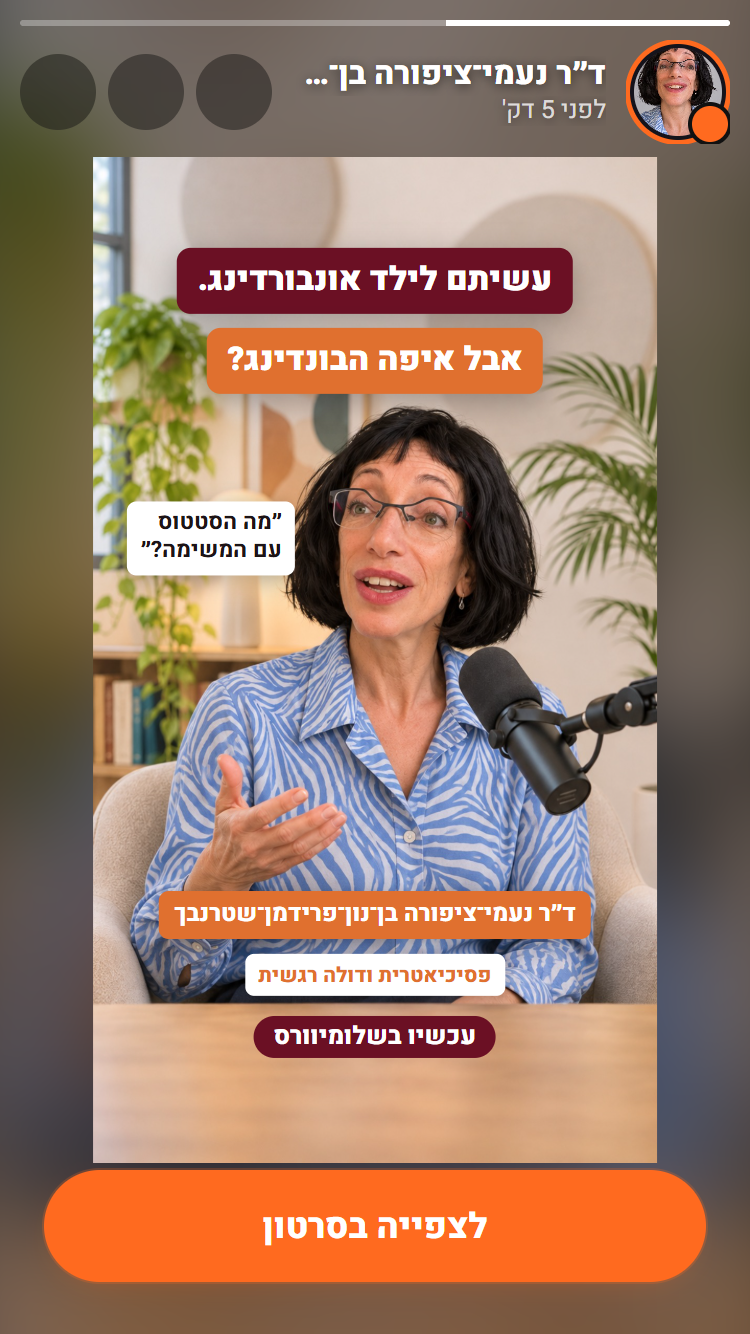 ד״ר נעמי־ציפורה בן־...
לפני 5 דק'
עשיתם לילד אונבורדינג.
אבל איפה הבונדינג?
״מה הסטטוס
עם המשימה?״
ד״ר נעמי־ציפורה בן־נון־פרידמן־שטרנבך
פסיכיאטרית ודולה רגשית
עכשיו בשלומיוורס
לצפייה בסרטון